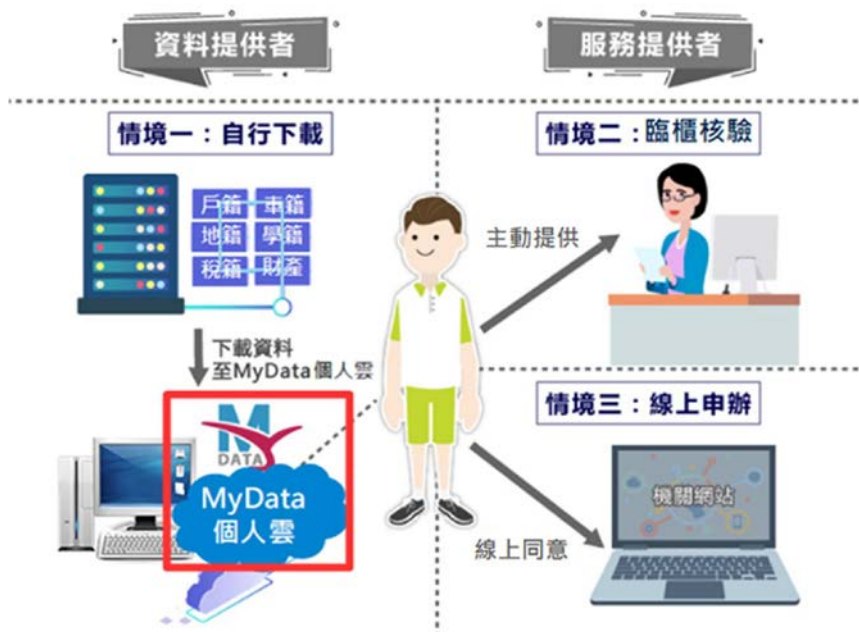 資料提供者
服務提供者
情境一：自行下載
戶籍 車籍
地籍 學籍
稅籍 財產
下載資料
至MyData個人雲
M
DATA
MyData
個人雲
情境二：臨櫃核驗
主動提供
情境三：線上申辦
機關網站
線上同意